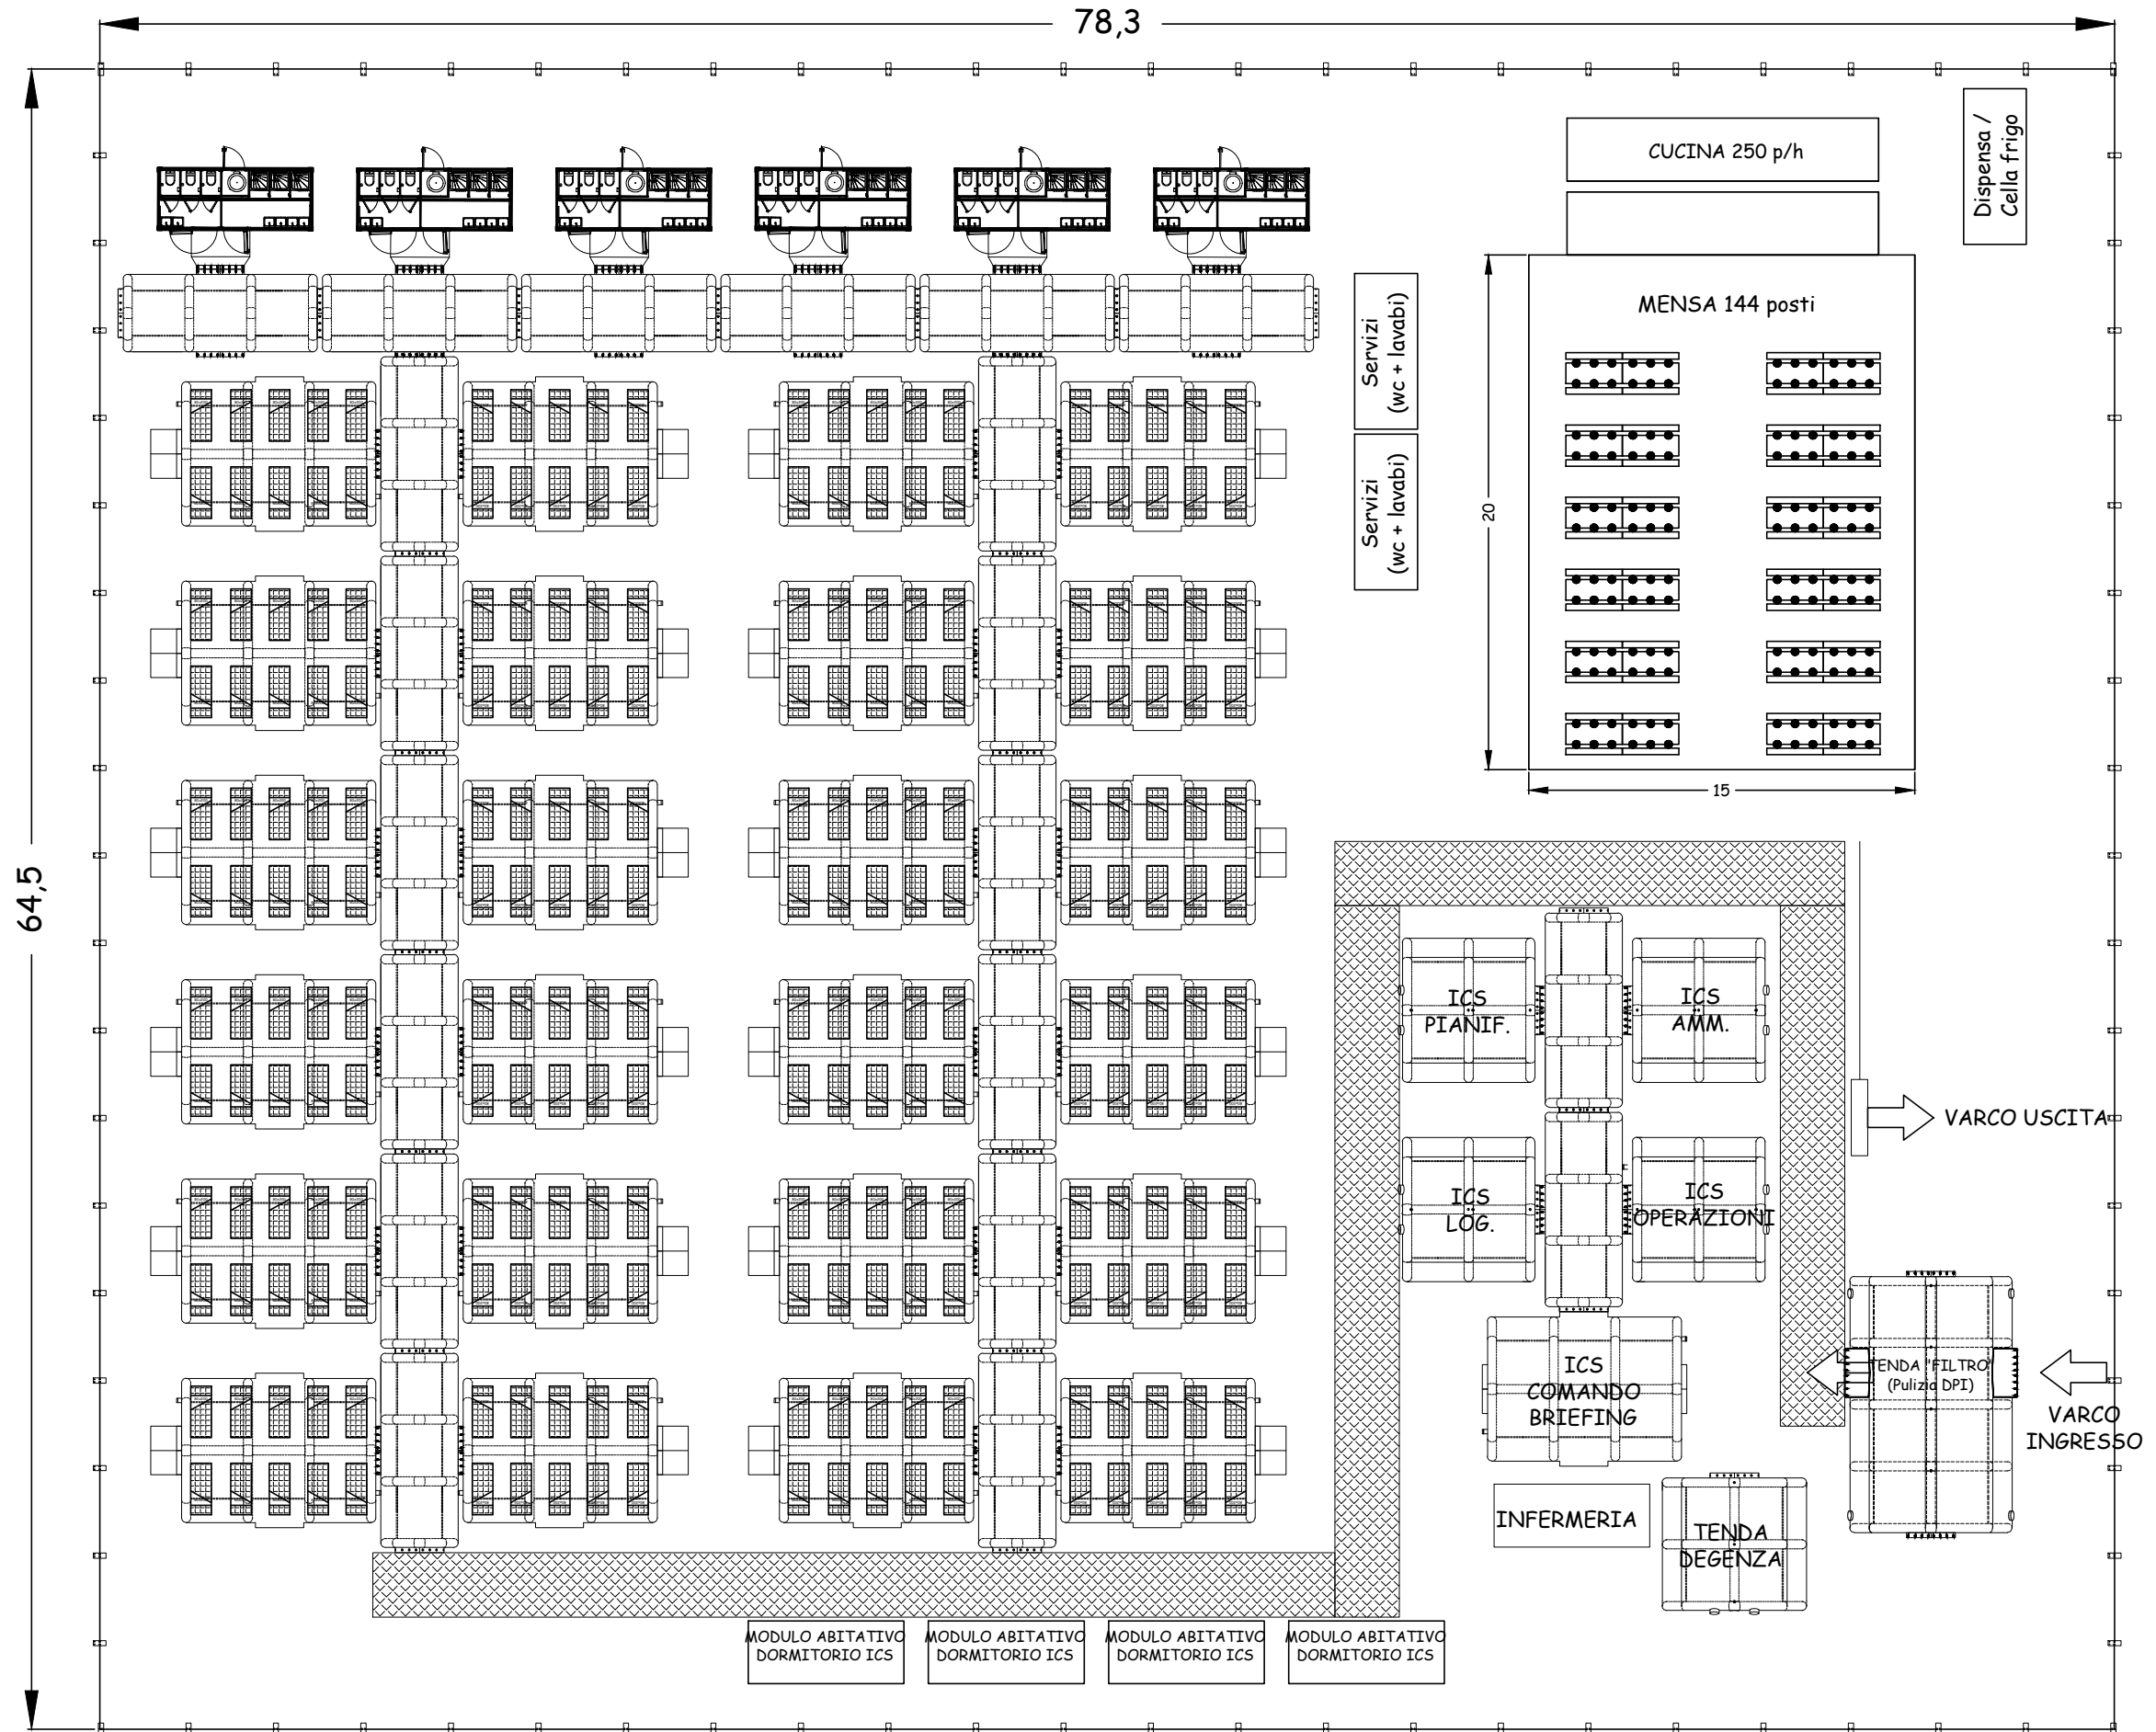 78,3
64,5
CUCINA 250 p/h
Dispensa /
Cella frigo
MENSA 144 posti
Servizi
(wc + lavabi)
Servizi
(wc + lavabi)
20
15
ICS
PIANIF.
ICS
AMM.
VARCO USCITA
ICS
LOG.
ICS
OPERAZIONI
ICS
COMANDO
BRIEFING
TENDA "FILTRO"
(Pulizia DPI)
VARCO
INGRESSO
INFERMERIA
TENDA
DEGENZA
MODULO ABITATIVO
DORMITORIO ICS
MODULO ABITATIVO
DORMITORIO ICS
MODULO ABITATIVO
DORMITORIO ICS
MODULO ABITATIVO
DORMITORIO ICS